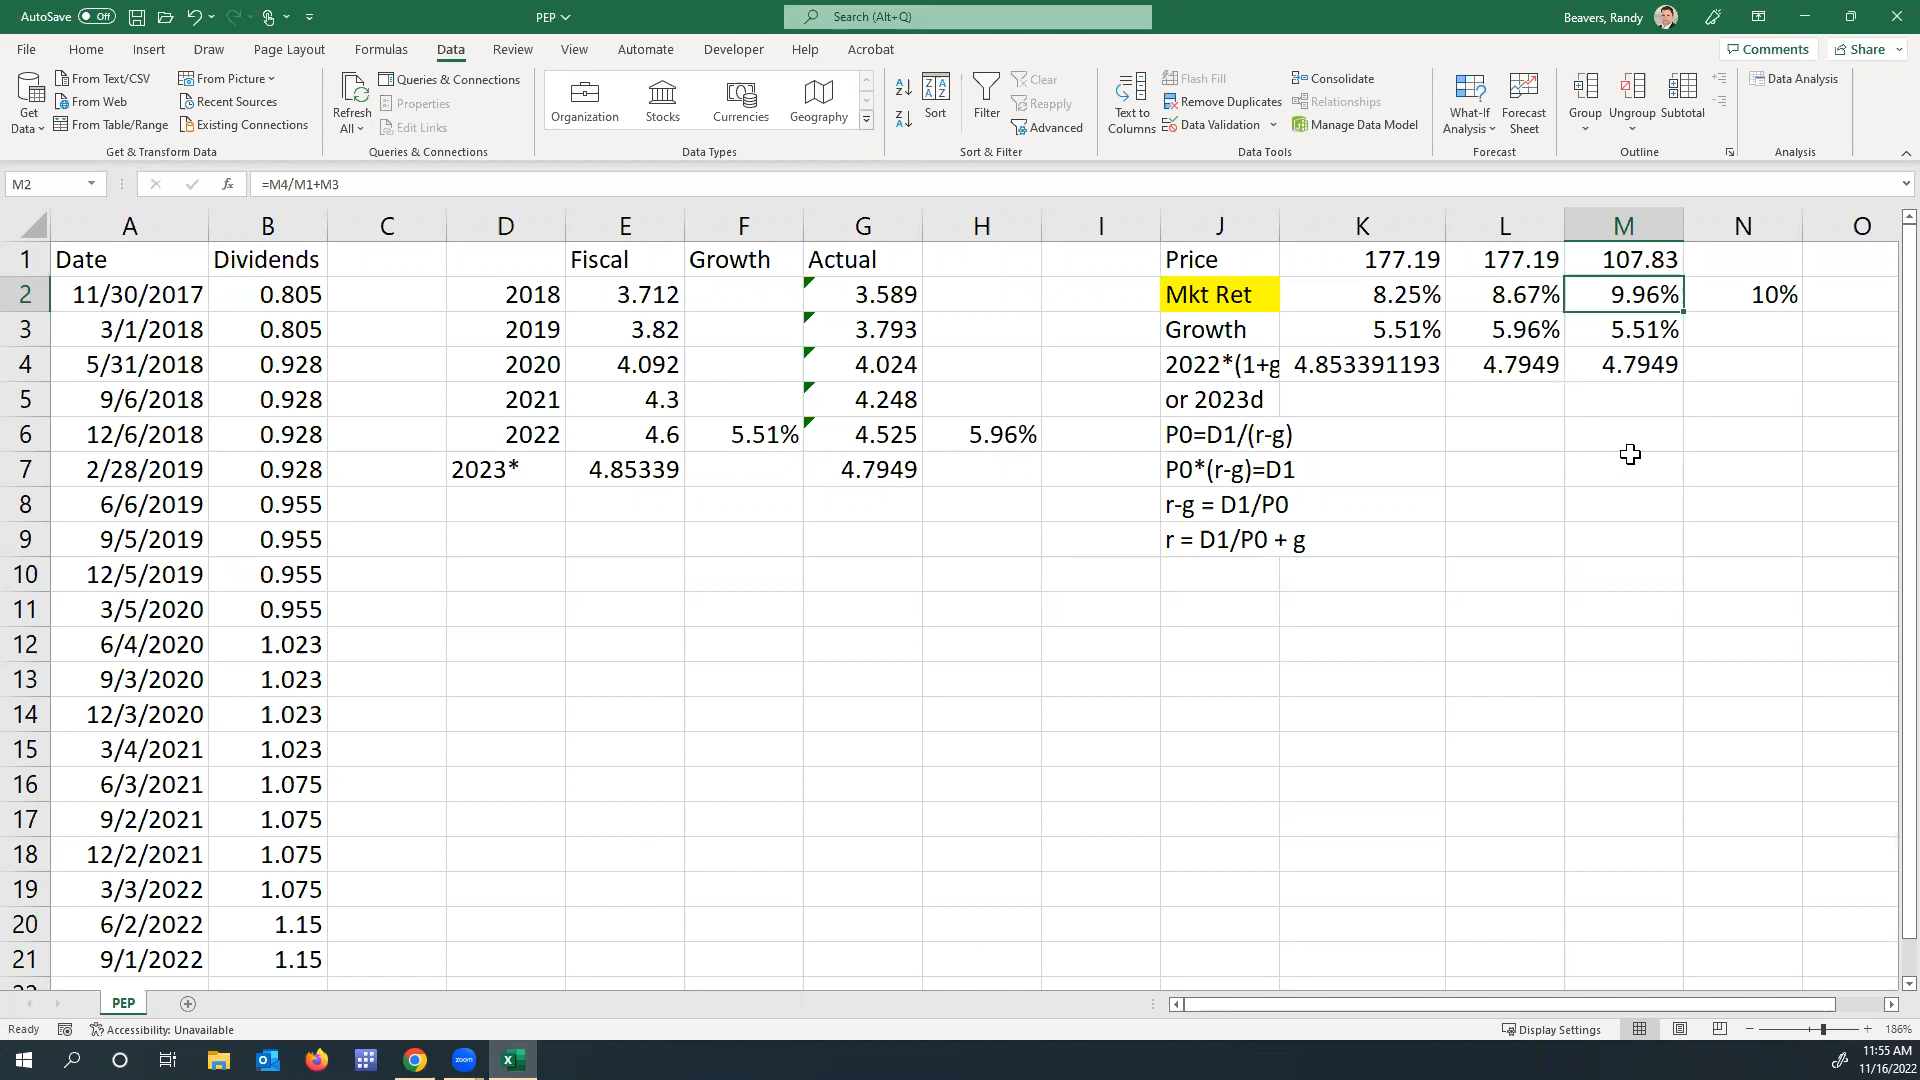 AutoSave Off PEP Search (Alt+Q) Beavers, Randy
File Home Insert Draw Page Layout Formulas Data Review View Automate Developer Help Acrobat Comments Share
Get Data
From Text/CSV
From Web
From Table/Range
From Picture
Recent Sources
Existing Connections
Get & Transform Data
Refresh All
Queries & Connections
Properties
Edit Links
Queries & Connections
Organization Stocks Currencies Geography
Data Types
Sort
Filter
Clear
Reapply
Advanced
Sort & Filter
Text to Columns
Flash Fill
Remove Duplicates
Data Validation
Consolidate
Relationships
Manage Data Model
Data Tools
What-If Analysis
Forecast Sheet
Forecast
Group Ungroup Subtotal
Outline
Data Analysis
Analysis
M2 fx =M4/M1+M3
A B C D E F G H I J K L M N O
1 Date Dividends Fiscal Growth Actual Price 177.19 177.19 107.83
2 11/30/2017 0.805 2018 3.712 3.589 Mkt Ret 8.25% 8.67% 9.96% 10%
3 3/1/2018 0.805 2019 3.82 3.793 Growth 5.51% 5.96% 5.51%
4 5/31/2018 0.928 2020 4.092 4.024 2022*(1+g 4.853391193 4.7949 4.7949
5 9/6/2018 0.928 2021 4.3 4.248 or 2023d
6 12/6/2018 0.928 2022 4.6 5.51% 4.525 5.96% P0=D1/(r-g)
7 2/28/2019 0.928 2023* 4.85339 4.7949 P0*(r-g)=D1
8 6/6/2019 0.955 r-g = D1/P0
9 9/5/2019 0.955 r = D1/P0 + g
10 12/5/2019 0.955
11 3/5/2020 0.955
12 6/4/2020 1.023
13 9/3/2020 1.023
14 12/3/2020 1.023
15 3/4/2021 1.023
16 6/3/2021 1.075
17 9/2/2021 1.075
18 12/2/2021 1.075
19 3/3/2022 1.075
20 6/2/2022 1.15
21 9/1/2022 1.15
PEP
Ready Accessibility: Unavailable Display Settings 186%
zoom
11:55 AM
11/16/2022